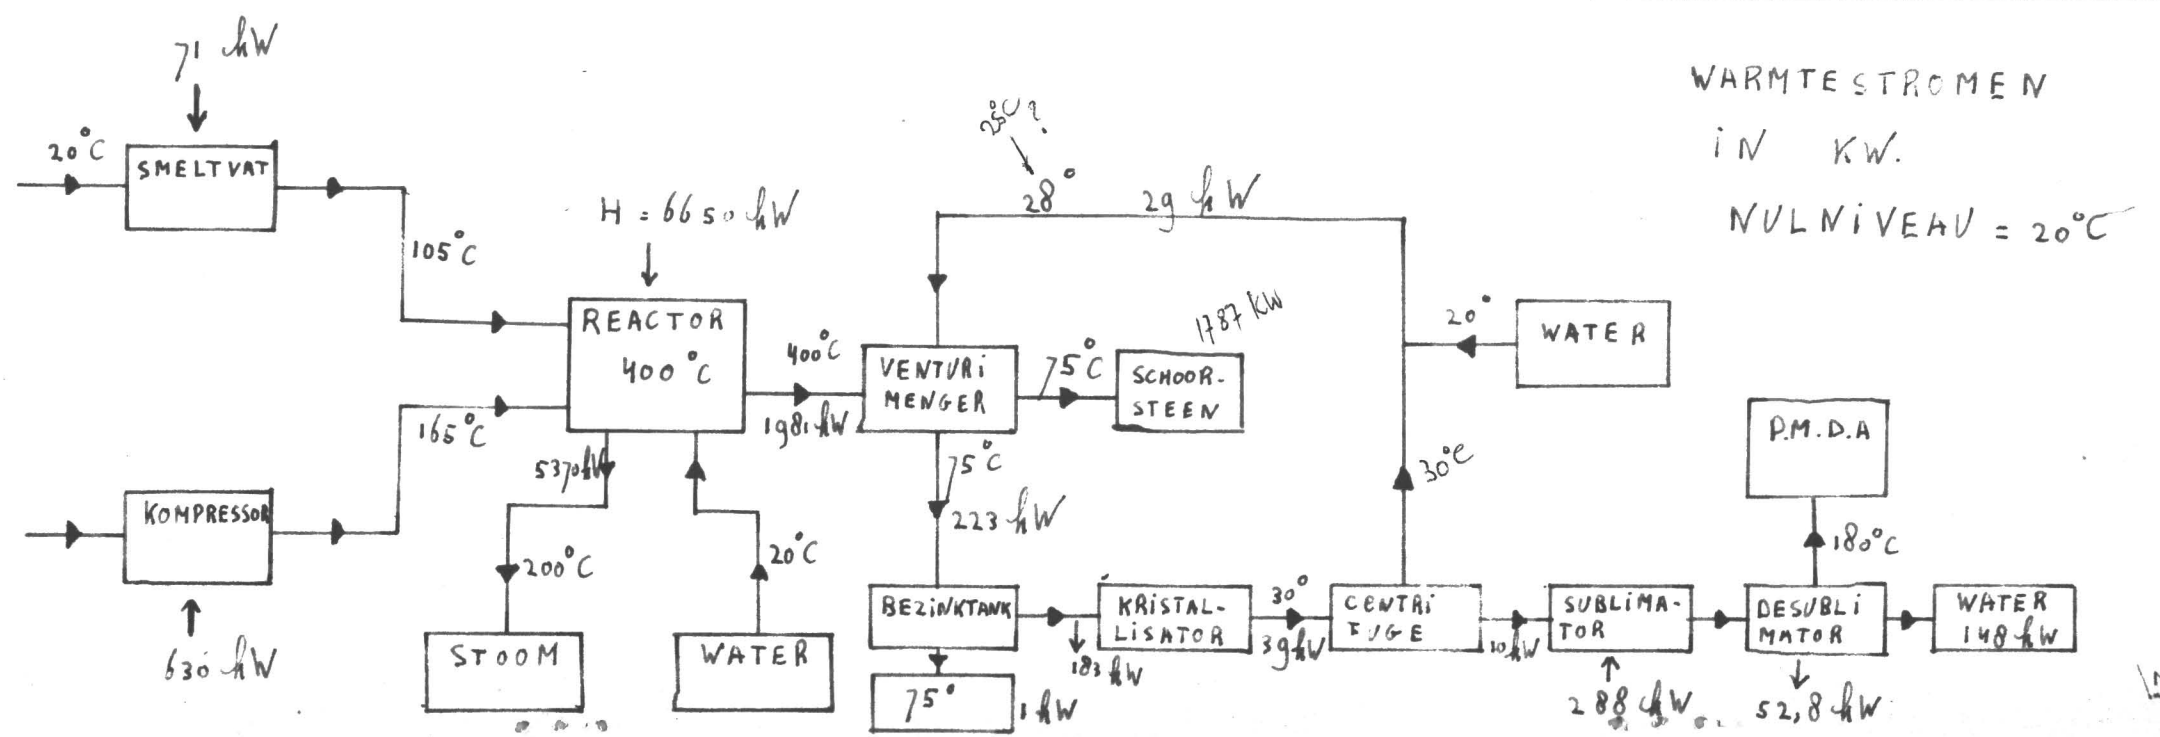 71 kW
20°C
SMELTVAT
105°C
H = 6650 kW
REACTOR
400°C
165°C
KOMPRESSOR
630 kW
5370 kW
200°C
STOOM
20°C
WATER
400°C
1981 kW
25°C?
28°
29 kW
VENTURI
MENGER
75°C
SCHOOR-
STEEN
1787 KW
75°C
223 kW
BEZINKTANK
75°
1 kW
183 kW
KRISTAL-
LISATOR
30°
39 kW
CENTRI
FUGE
30°C
20°
WATER
10 kW
SUBLIMA-
TOR
288 kW
DESUBLI
MATOR
52,8 kW
180°C
P.M.D.A
WATER
148 kW
WARMTESTROMEN
IN KW.
NULNIVEAU = 20°C